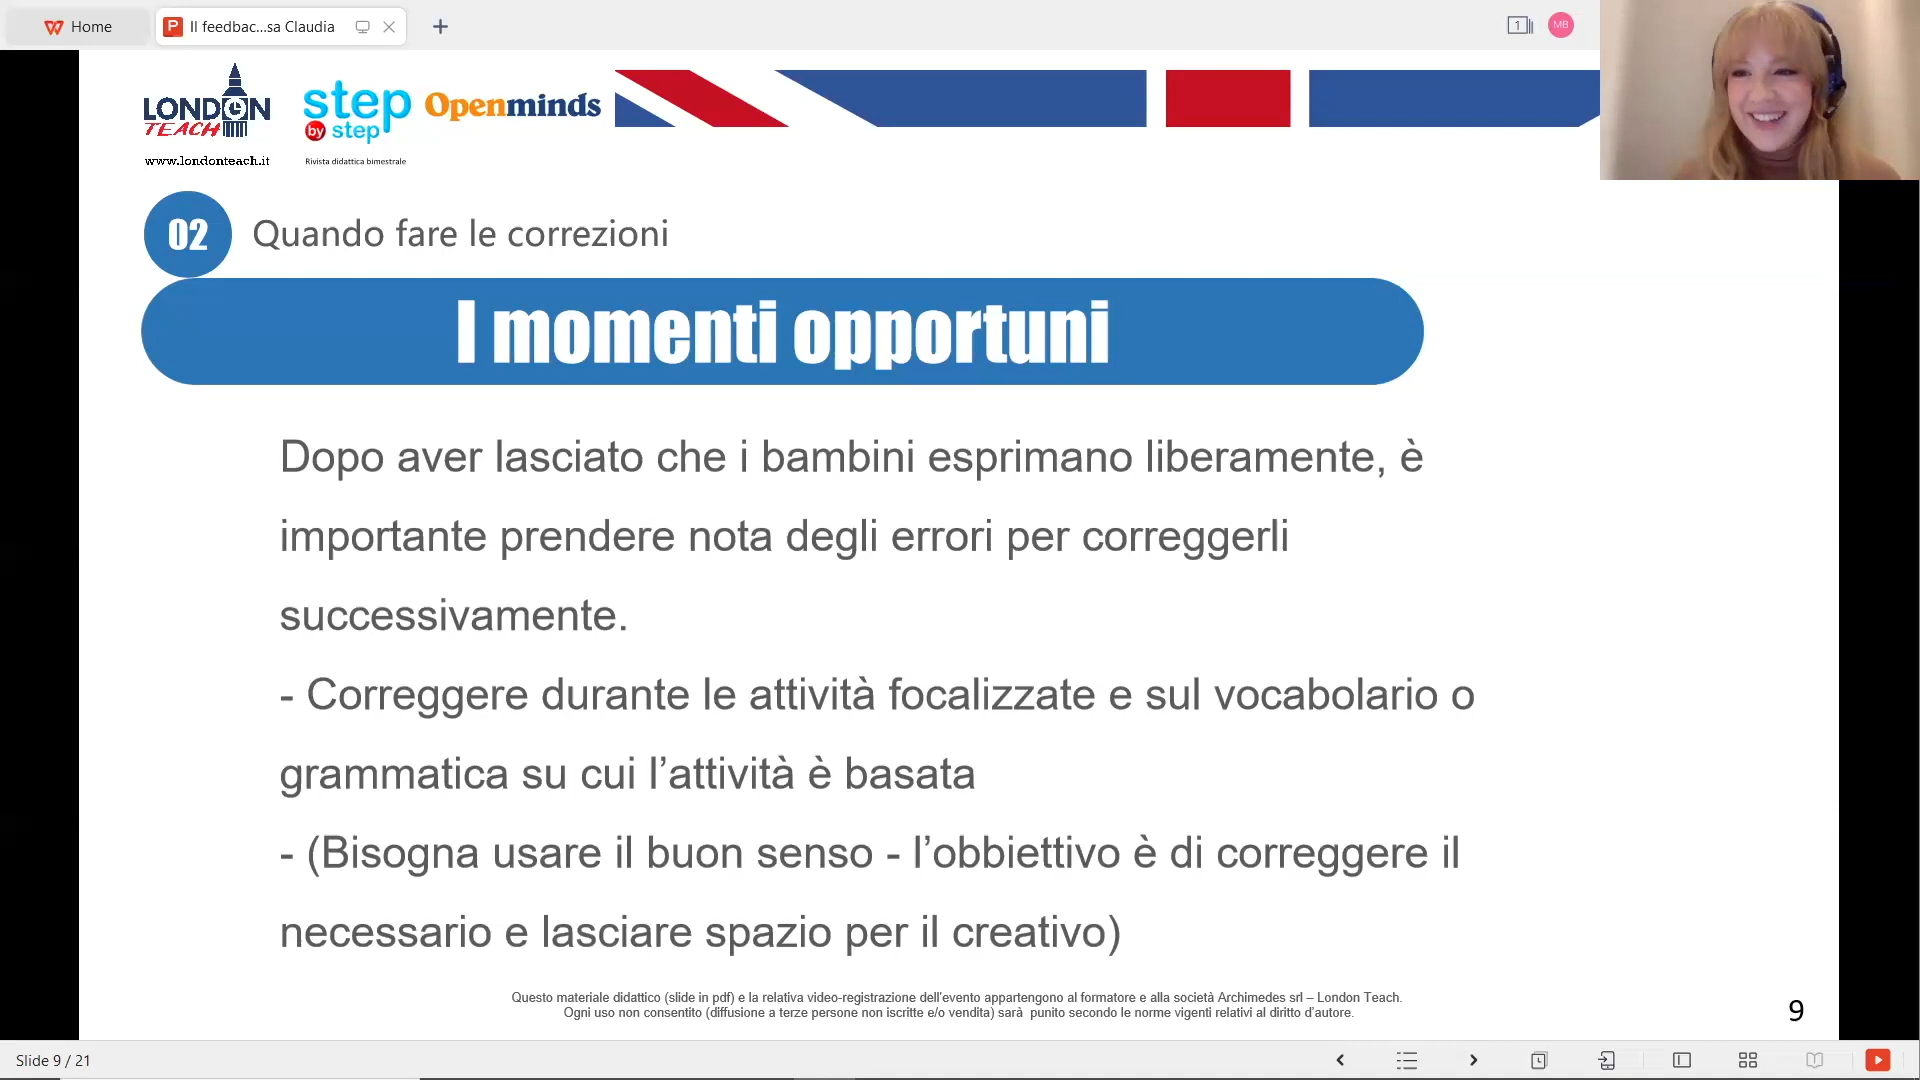 Home
Il feedbac...sa Claudia
1
MB
LONDON
TEACH
www.londonteach.it
step
by step
Rivista didattica bimestrale
Openminds
02
Quando fare le correzioni
I momenti opportuni
Dopo aver lasciato che i bambini esprimano liberamente, è
importante prendere nota degli errori per correggerli
successivamente.
- Correggere durante le attività focalizzate e sul vocabolario o
grammatica su cui l’attività è basata
- (Bisogna usare il buon senso - l’obbiettivo è di correggere il
necessario e lasciare spazio per il creativo)
Questo materiale didattico (slide in pdf) e la relativa video-registrazione dell’evento appartengono al formatore e alla società Archimedes srl – London Teach.
Ogni uso non consentito (diffusione a terze persone non iscritte e/o vendita) sarà punito secondo le norme vigenti relativi al diritto d’autore.
9
Slide 9 / 21